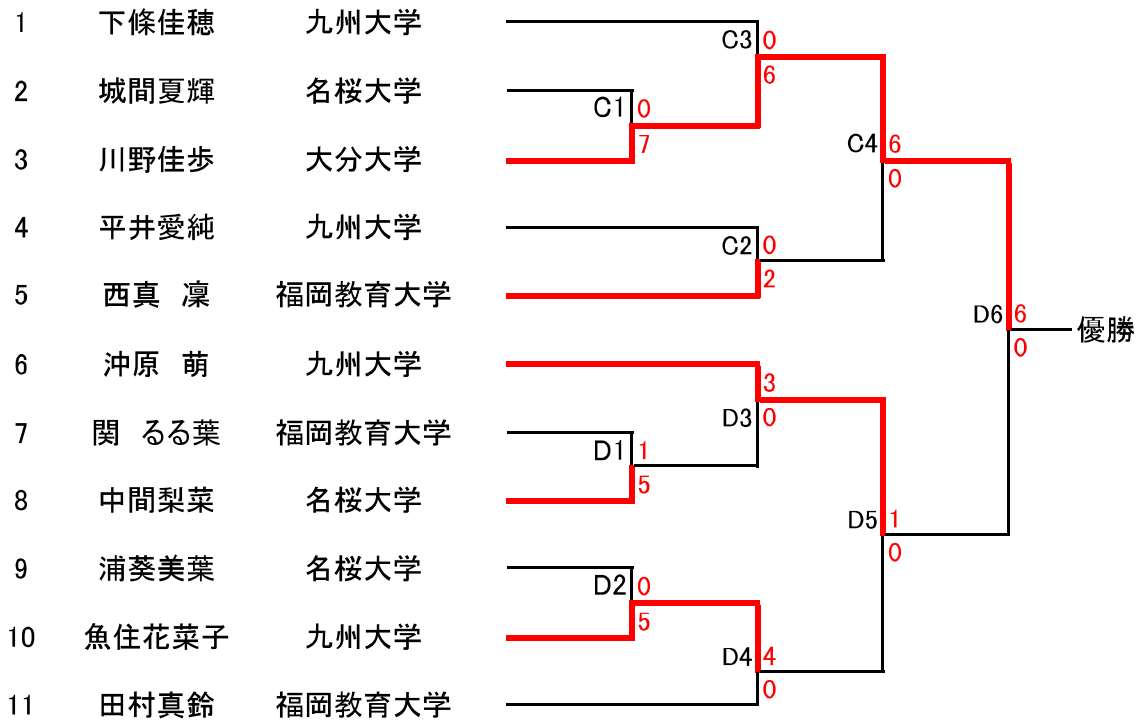 1 下條佳穂 九州大学
C3 0
6
2 城間夏輝 名桜大学
C1 0
7
3 川野佳歩 大分大学
C4 6
0
4 平井愛純 九州大学
C2 0
2
5 西真 凜 福岡教育大学
D6 6
0
優勝
6 沖原 萌 九州大学
3
D3 0
7 関 るる葉 福岡教育大学
D1 1
5
8 中間梨菜 名桜大学
D5 1
0
9 浦葵美葉 名桜大学
D2 0
5
10 魚住花菜子 九州大学
D4 4
0
11 田村真鈴 福岡教育大学